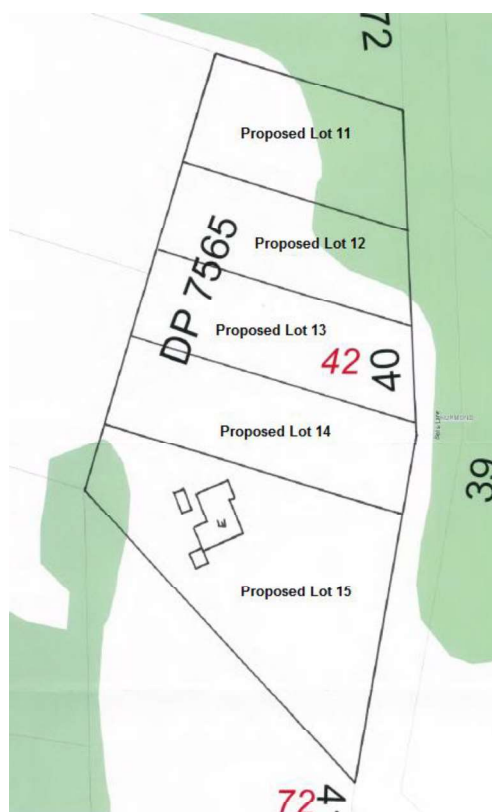 72
Proposed Lot 11
Proposed Lot 12
DP 7565
Proposed Lot 13
42
40
Proposed Lot 14
39
E
Proposed Lot 15
72